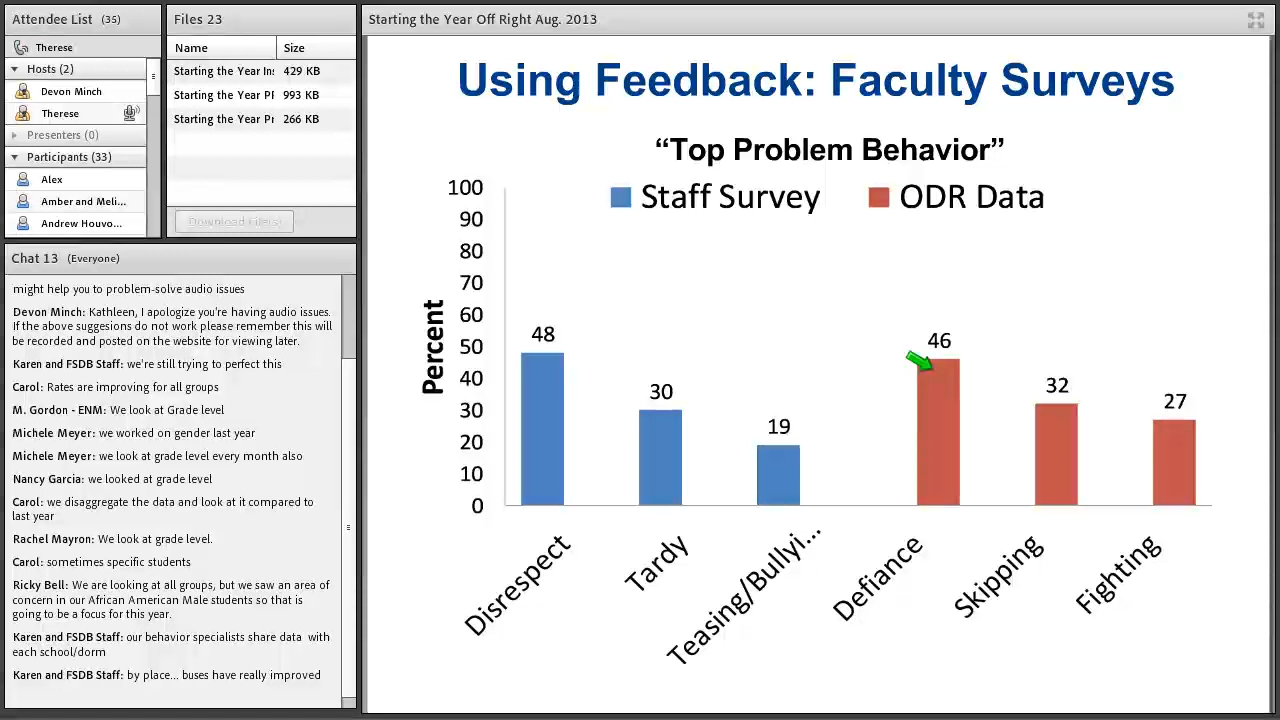 Attendee List (35)
Therese
Hosts (2)
Devon Minch
Therese
Presenters (0)
Participants (33)
Alex
Amber and Meli...
Andrew Houvo...
Files 23
Name Size
Starting the Year In: 429 KB
Starting the Year PI 993 KB
Starting the Year Pr 266 KB
Download File(s)
Chat 13 (Everyone)
might help you to problem-solve audio issues
Devon Minch: Kathleen, I apologize you're having audio issues.
If the above suggesions do not work please remember this will
be recorded and posted on the website for viewing later.
Karen and FSDB Staff: we're still trying to perfect this
Carol: Rates are improving for all groups
M. Gordon - ENM: We look at Grade level
Michele Meyer: we worked on gender last year
Michele Meyer: we look at grade level every month also
Nancy Garcia: we looked at grade level
Carol: we disaggregate the data and look at it compared to
last year
Rachel Mayron: We look at grade level.
Carol: sometimes specific students
Ricky Bell: We are looking at all groups, but we saw an area of
concern in our African American Male students so that is
going to be a focus for this year.
Karen and FSDB Staff: our behavior specialists share data with
each school/dorm
Karen and FSDB Staff: by place... buses have really improved
Starting the Year Off Right Aug. 2013
Using Feedback: Faculty Surveys
“Top Problem Behavior”
Staff Survey ODR Data
Percent
100
90
80
70
60
50
40
30
20
10
0
48
30
19
46
32
27
Disrespect
Tardy
Teasing/Bullyi...
Defiance
Skipping
Fighting